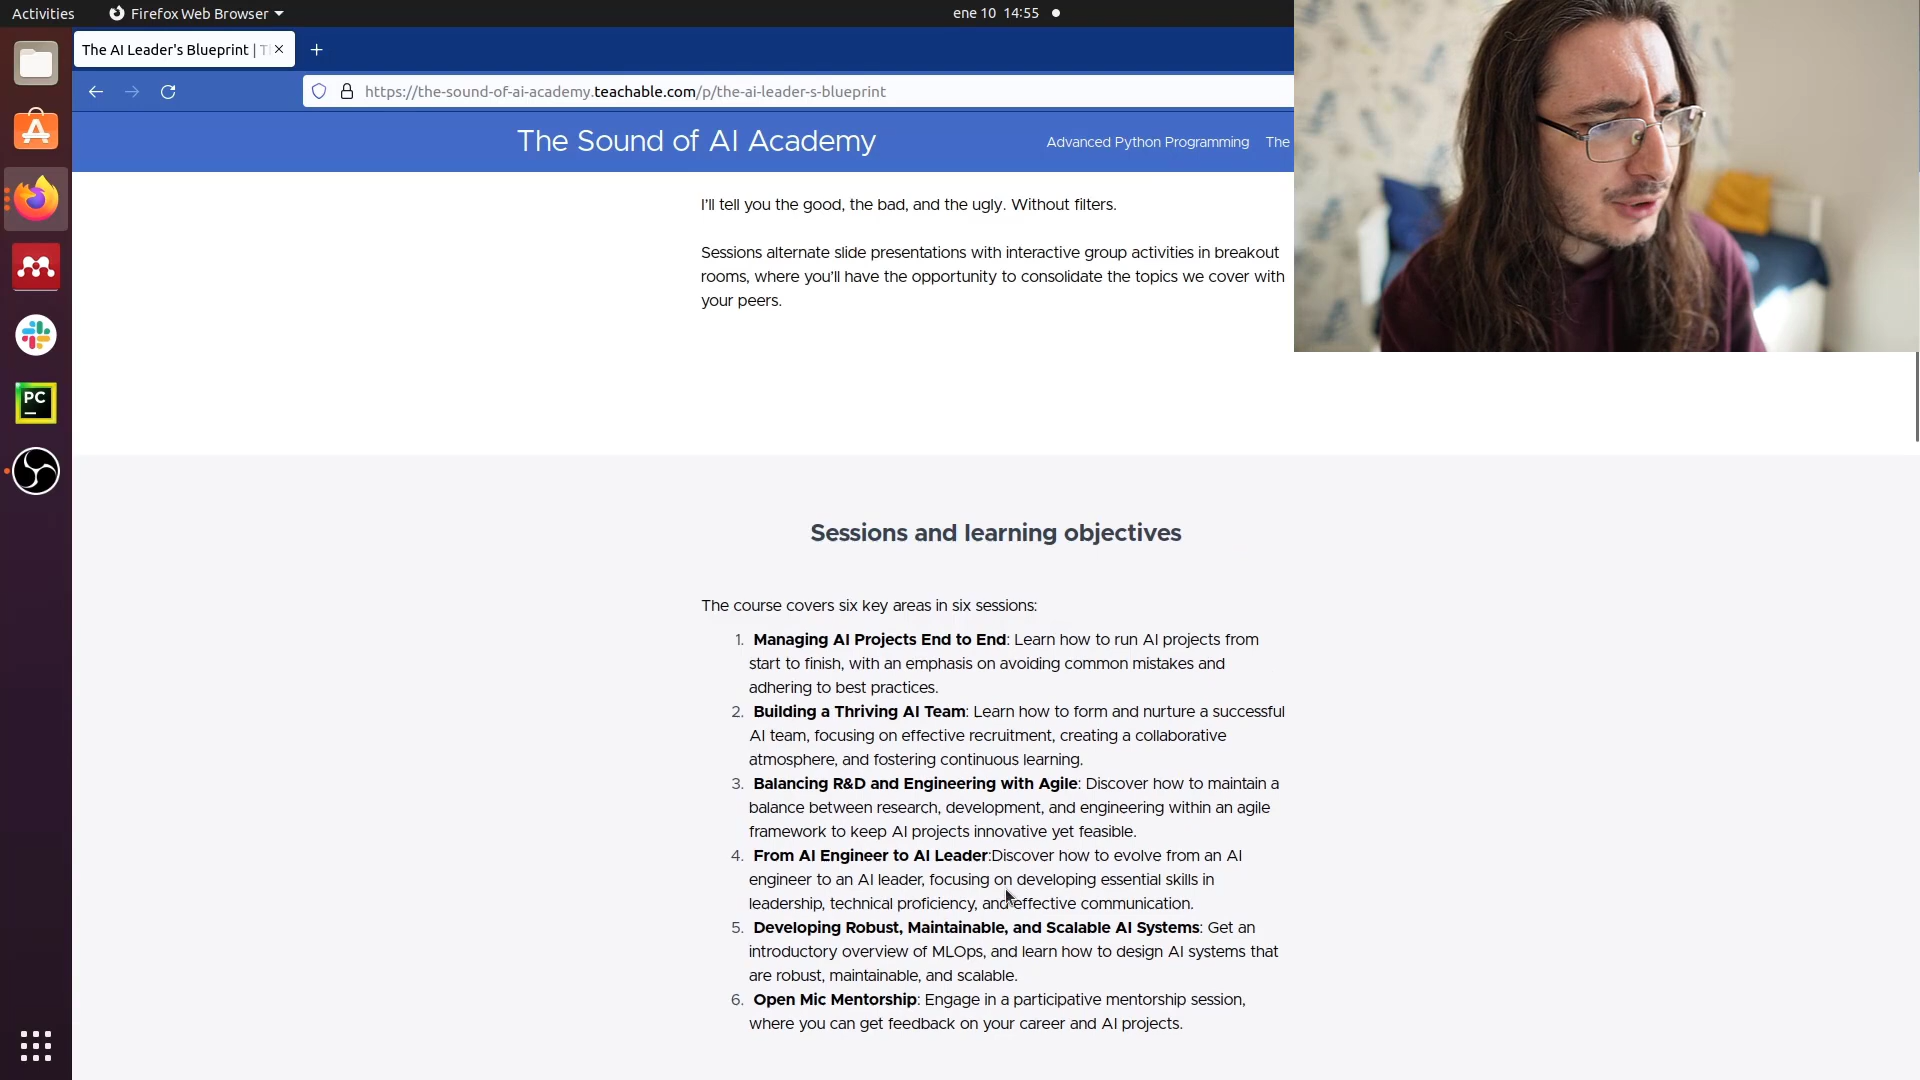 Activities
Firefox Web Browser
ene 10 14:55
The AI Leader's Blueprint | T
https://the-sound-of-ai-academy.teachable.com/p/the-ai-leader-s-blueprint
The Sound of AI Academy
Advanced Python Programming
The
I'll tell you the good, the bad, and the ugly. Without filters.
Sessions alternate slide presentations with interactive group activities in breakout
rooms, where you'll have the opportunity to consolidate the topics we cover with
your peers.
PC
Sessions and learning objectives
The course covers six key areas in six sessions:
1. Managing AI Projects End to End: Learn how to run AI projects from
start to finish, with an emphasis on avoiding common mistakes and
adhering to best practices.
2. Building a Thriving AI Team: Learn how to form and nurture a successful
AI team, focusing on effective recruitment, creating a collaborative
atmosphere, and fostering continuous learning.
3. Balancing R&D and Engineering with Agile: Discover how to maintain a
balance between research, development, and engineering within an agile
framework to keep AI projects innovative yet feasible.
4. From AI Engineer to AI Leader:Discover how to evolve from an AI
engineer to an AI leader, focusing on developing essential skills in
leadership, technical proficiency, and effective communication.
5. Developing Robust, Maintainable, and Scalable AI Systems: Get an
introductory overview of MLOps, and learn how to design AI systems that
are robust, maintainable, and scalable.
6. Open Mic Mentorship: Engage in a participative mentorship session,
where you can get feedback on your career and AI projects.